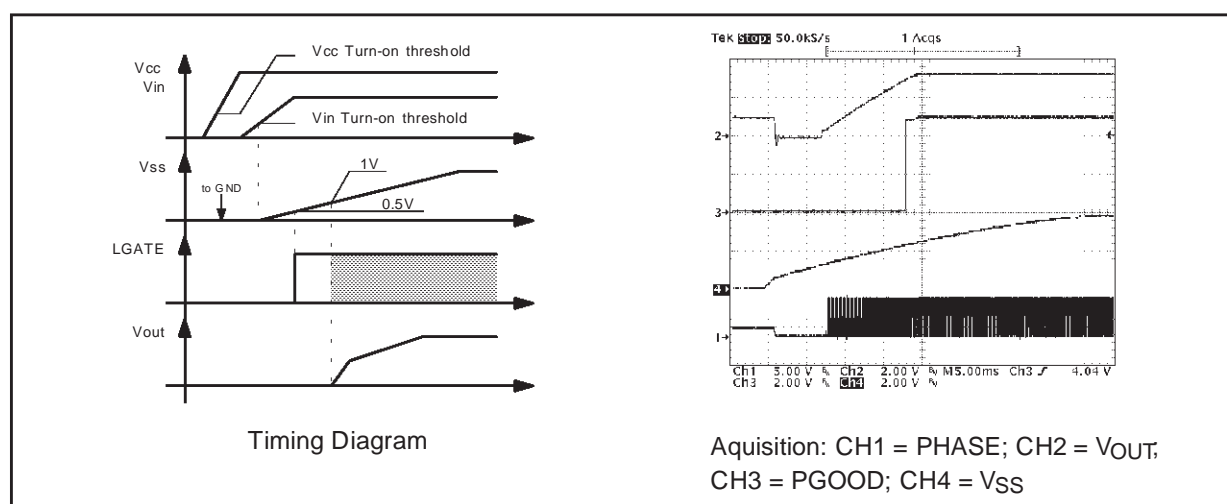 Vcc Turn-on threshold
Vcc
Vin
Vin Turn-on threshold
Vss
to GND
1V
0.5V
LGATE
Vout
Timing Diagram
Tek Stop: 50.0kS/s 1 Acqs
2
3
4
1
Ch1 5.00 V Ch2 2.00 V M5.00ms Ch3 4.04 V
Ch3 2.00 V Ch4 2.00 V
Aquisition: CH1 = PHASE; CH2 = VOUT;
CH3 = PGOOD; CH4 = VSS